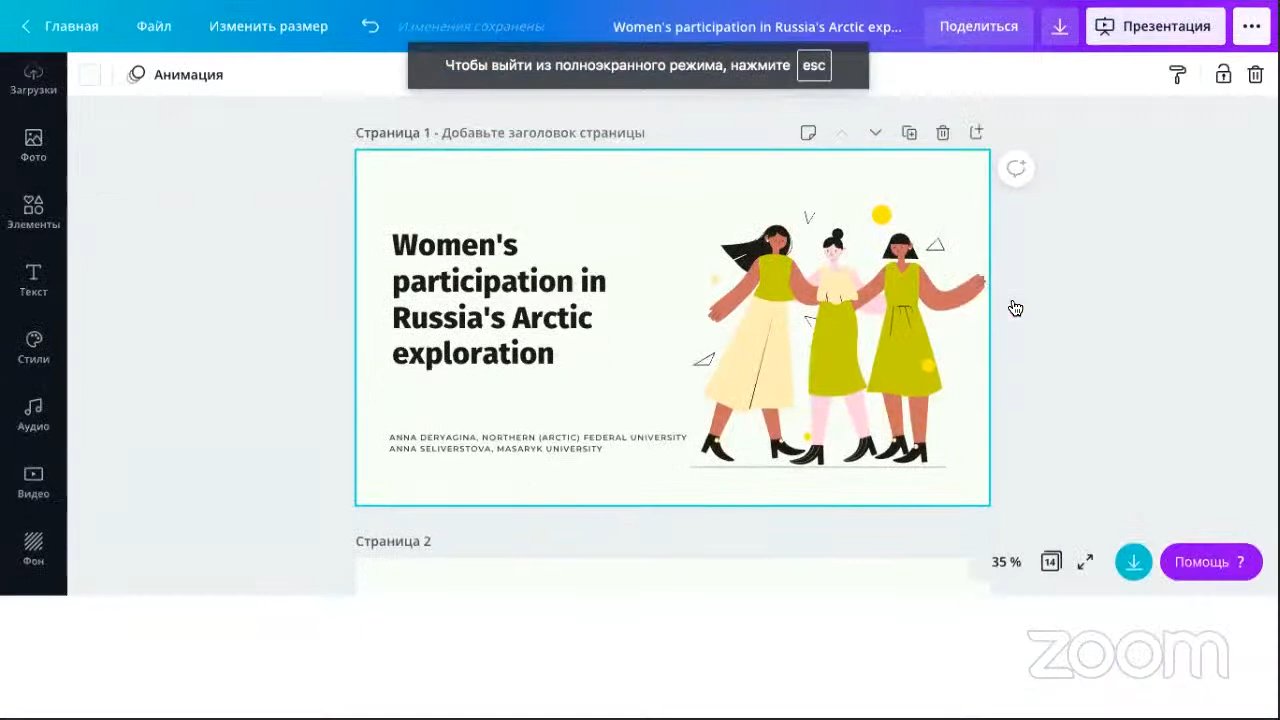 Главная Файл Изменить размер Изменения сохранены Women's participation in Russia's Arctic exp... Поделиться Презентация
Чтобы выйти из полноэкранного режима, нажмите esc
Анимация
Загрузки
Фото
Элементы
Текст
Стили
Аудио
Видео
Фон
Страница 1 - Добавьте заголовок страницы
Women's
participation in
Russia's Arctic
exploration
ANNA DERYAGINA, NORTHERN (ARCTIC) FEDERAL UNIVERSITY
ANNA SELIVERSTOVA, MASARYK UNIVERSITY
Страница 2
35 % 14 Помощь ?
zoom